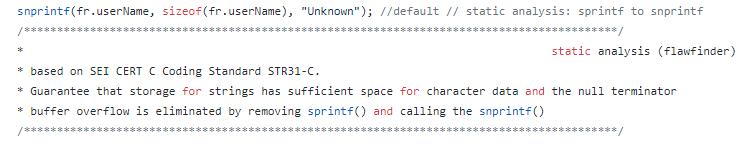 snprintf(fr.userName, sizeof(fr.userName), "Unknown"); //default // static analysis: sprintf to snprintf
/******************************************************************************************/
* static analysis (flawfinder)
* based on SEI CERT C Coding Standard STR31-C.
* Guarantee that storage for strings has sufficient space for character data and the null terminator
* buffer overflow is eliminated by removing sprintf() and calling the snprintf()
/******************************************************************************************/